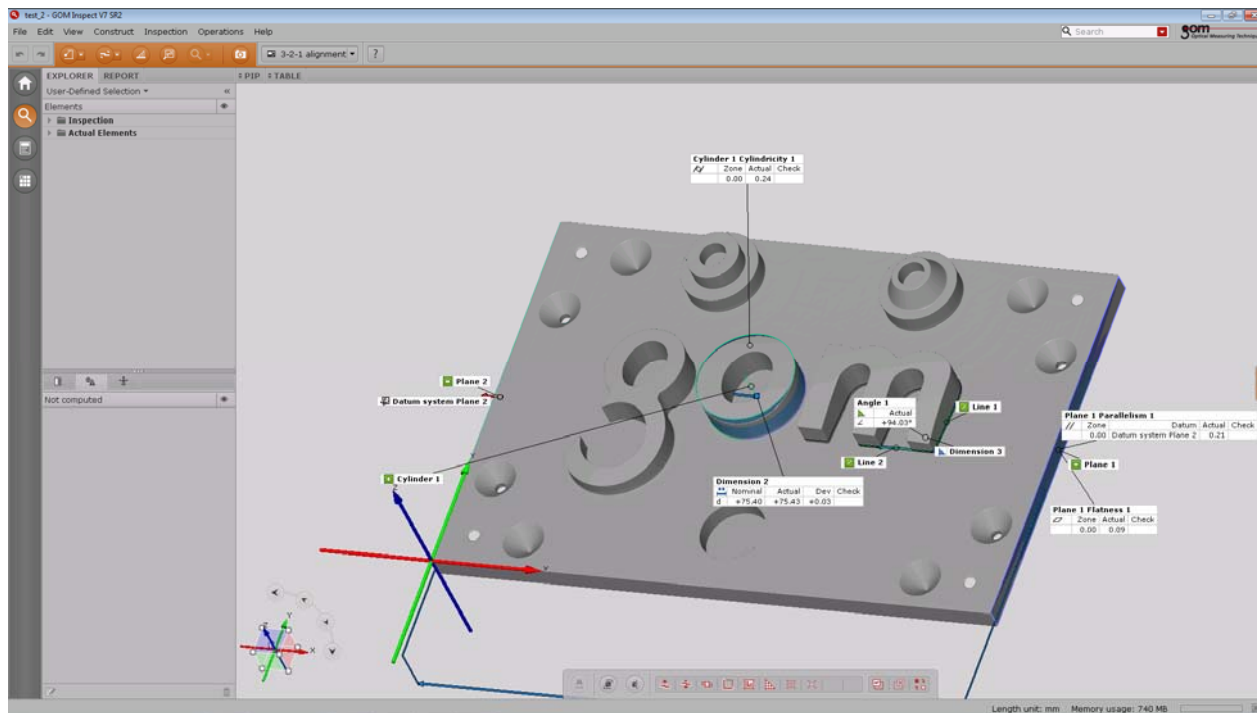 test_2 - GOM Inspect V7 SR2
File Edit View Construct Inspection Operations Help
Search
gom
3-2-1 alignment
?
EXPLORER REPORT
PIP TABLE
User-Defined Selection
Elements
Inspection
Actual Elements
Not computed
Cylinder 1 Cylindricity 1
Zone Actual Check
0.00 0.24
Plane 2
Datum system Plane 2
Cylinder 1
Angle 1
Actual
+94.03°
Line 1
Dimension 3
Line 2
Dimension 2
Nominal Actual Dev Check
d +75.40 +75.43 +0.03
Plane 1 Parallelism 1
// Zone Datum Actual Check
0.00 Datum system Plane 2 0.21
Plane 1
Plane 1 Flatness 1
Zone Actual Check
0.00 0.09
Y
Z
Y
X
Length unit: mm Memory usage: 740 MB